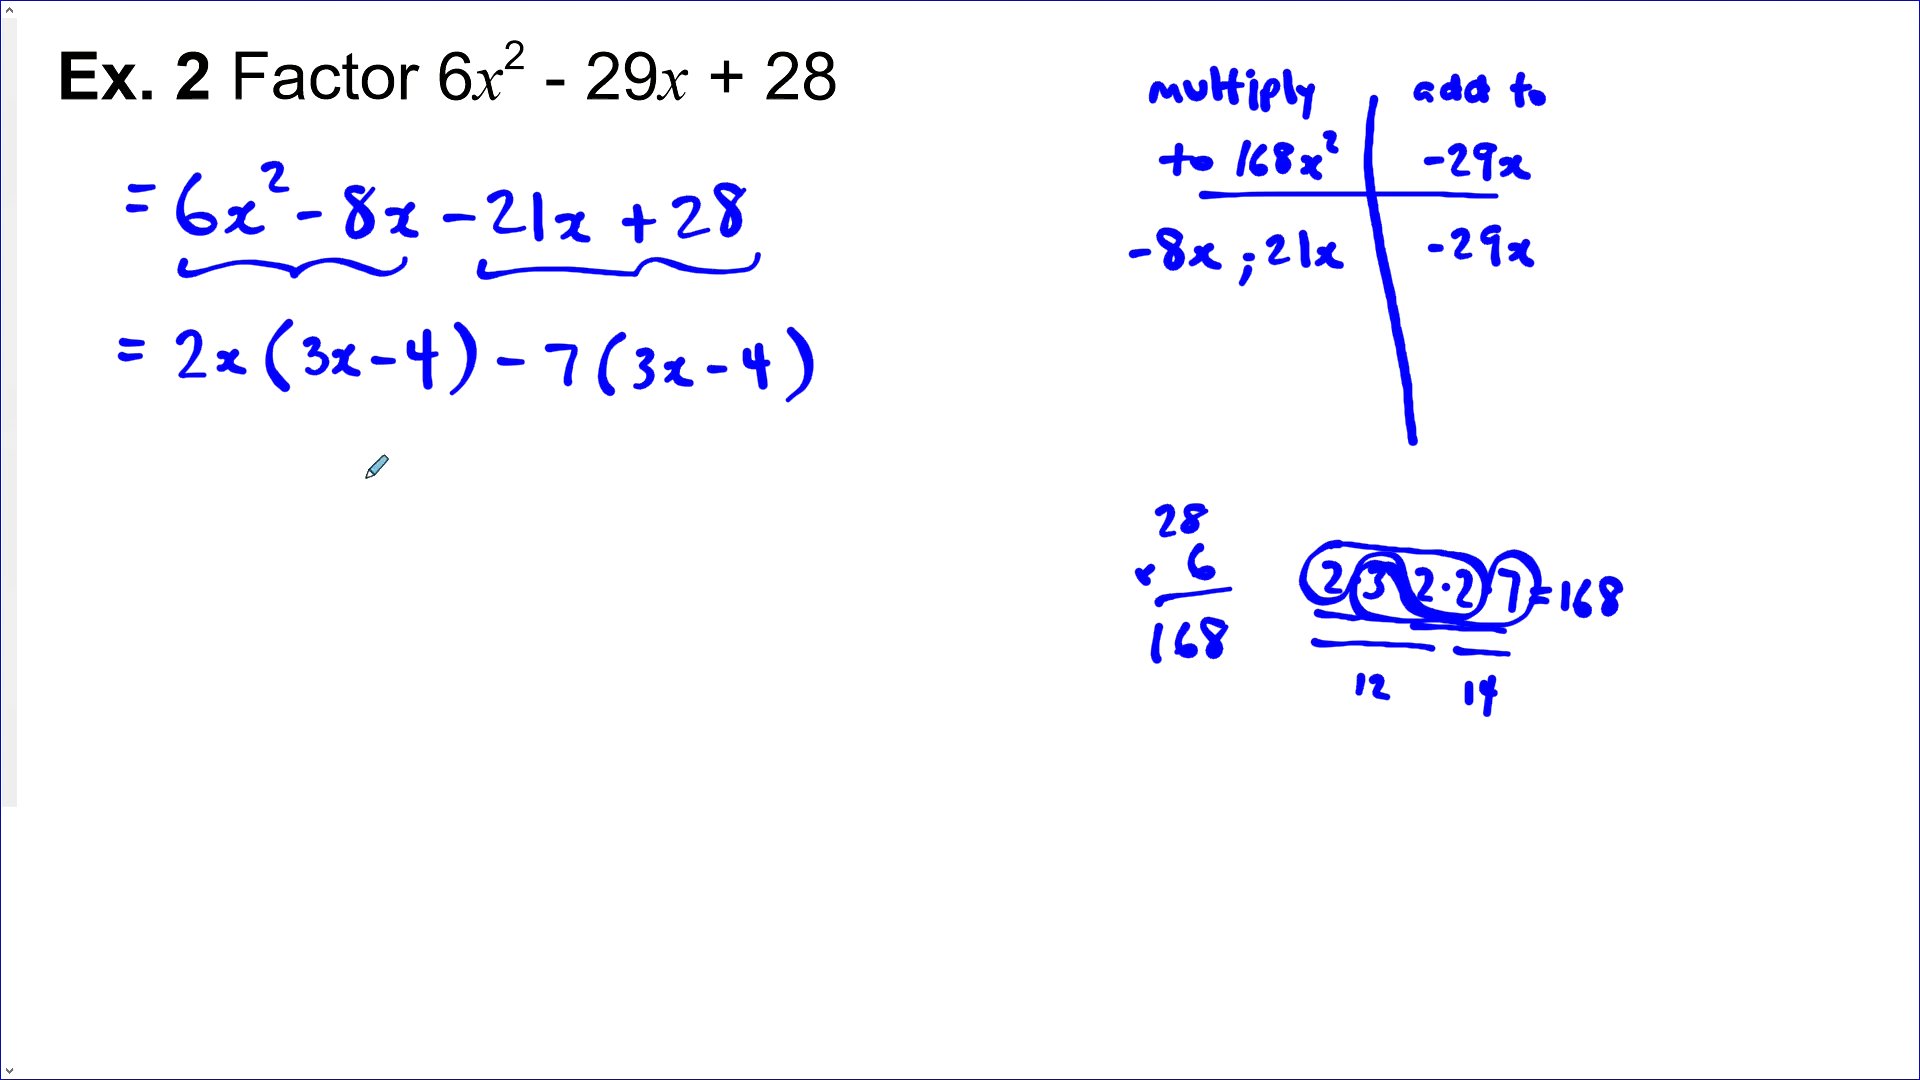 Ex. 2 Factor 6x² - 29x + 28
= 6x² - 8x - 21x + 28
= 2x(3x - 4) - 7(3x - 4)
multiply | add to
to 168x² | -29x
-8x ; 21x | -29x
28
× 6
168
2 3 2·2 7 = 168
12 14